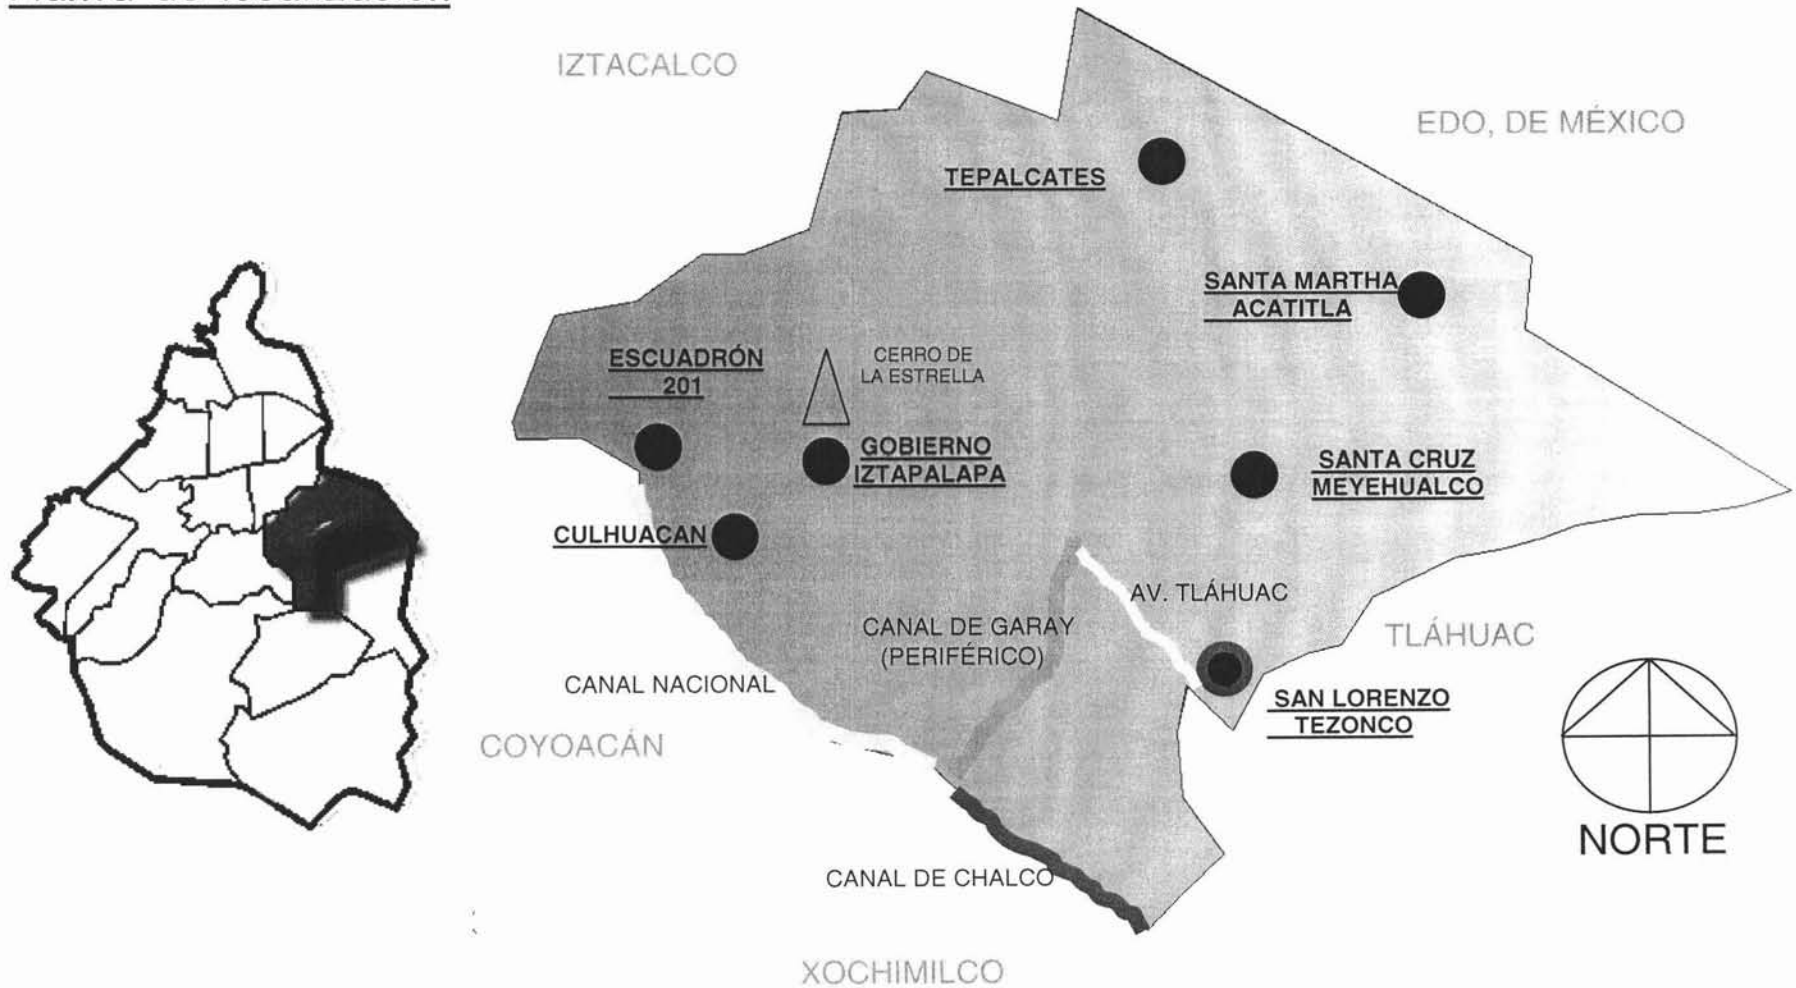 IZTACALCO
EDO, DE MÉXICO
TEPALCATES
SANTA MARTHA
ACATITLA
ESCUADRÓN
201
CERRO DE
LA ESTRELLA
GOBIERNO
IZTAPALAPA
SANTA CRUZ
MEYEHUALCO
CULHUACAN
AV. TLÁHUAC
CANAL DE GARAY
(PERIFÉRICO)
TLÁHUAC
CANAL NACIONAL
SAN LORENZO
TEZONCO
COYOACÁN
NORTE
CANAL DE CHALCO
XOCHIMILCO